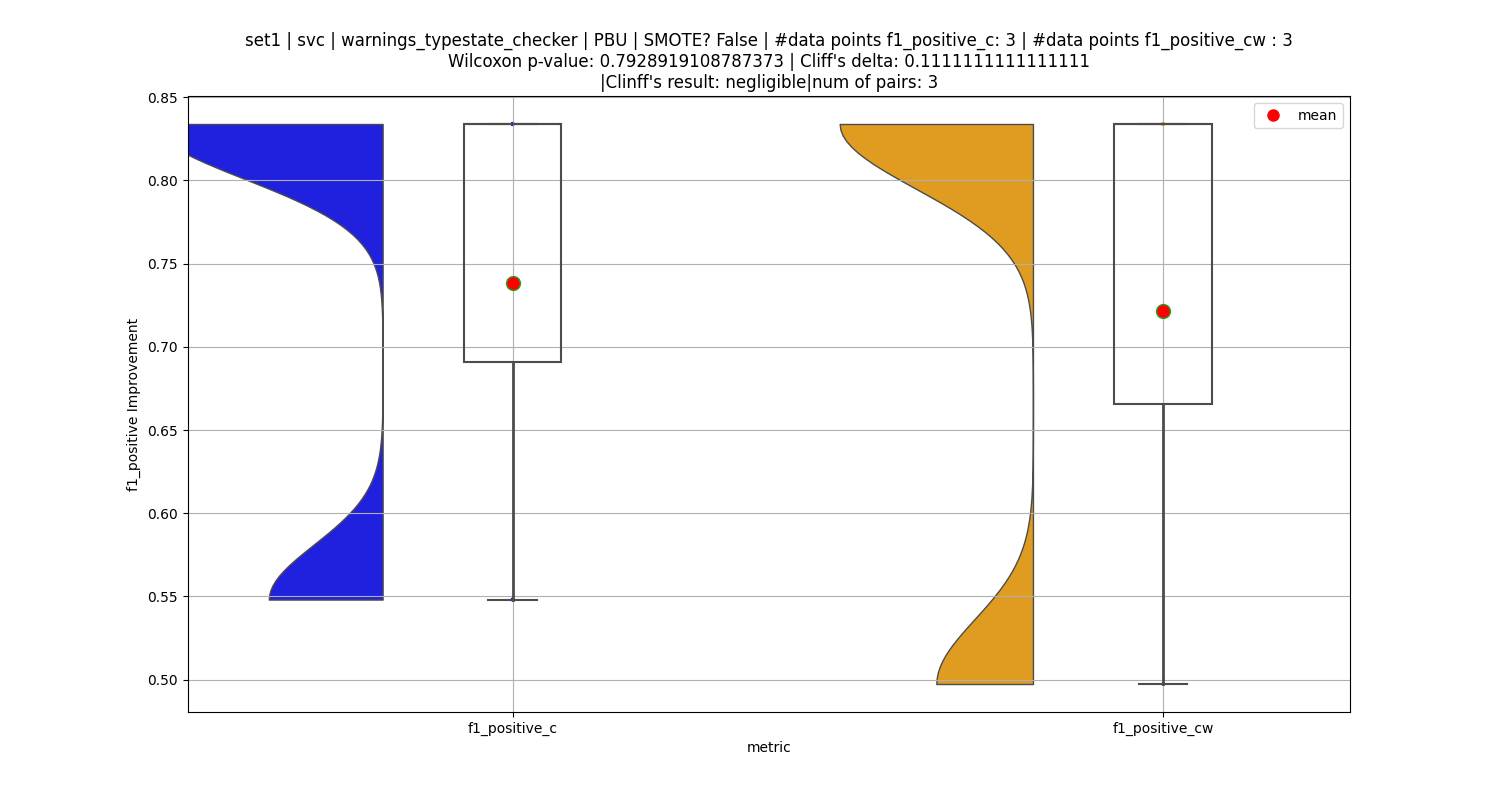 set1 | svc | warnings_typestate_checker | PBU | SMOTE? False | #data points f1_positive_c: 3 | #data points f1_positive_cw : 3
Wilcoxon p-value: 0.7928919108787373 | Cliff's delta: 0.1111111111111111
|Clinff's result: negligible|num of pairs: 3
mean
0.85
0.80
0.75
0.70
0.65
0.60
0.55
0.50
f1_positive Improvement
f1_positive_c
f1_positive_cw
metric